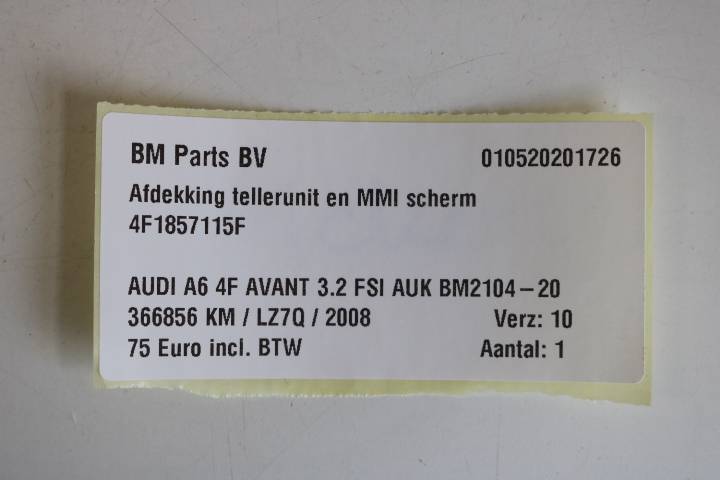 BM Parts BV 010520201726
Afdekking tellerunit en MMI scherm
4F1857115F
AUDI A6 4F AVANT 3.2 FSI AUK BM2104-20
366856 KM / LZ7Q / 2008 Verz: 10
75 Euro incl. BTW Aantal: 1